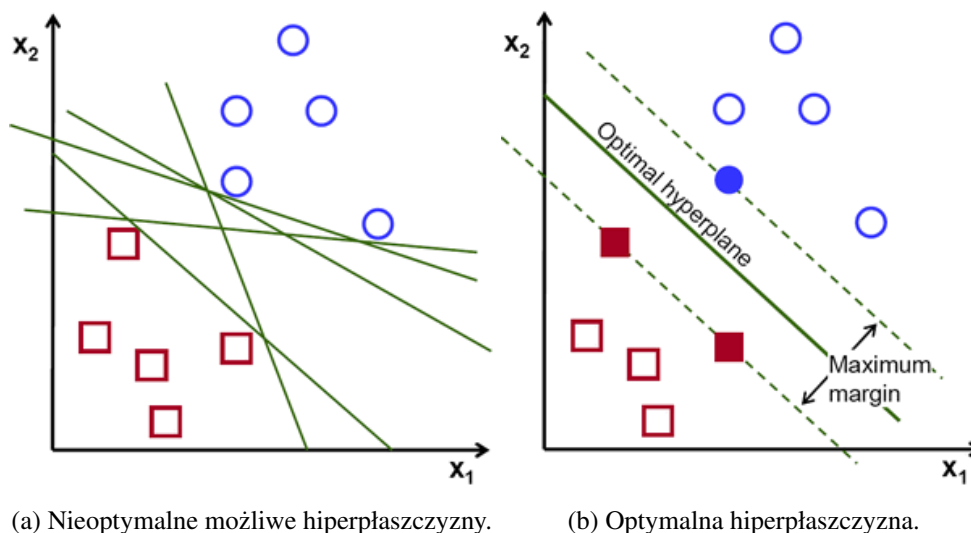 x2
x1
(a) Nieoptymalne możliwe hiperpłaszczyzny.
x2
Optimal hyperplane
Maximum
margin
x1
(b) Optymalna hiperpłaszczyzna.